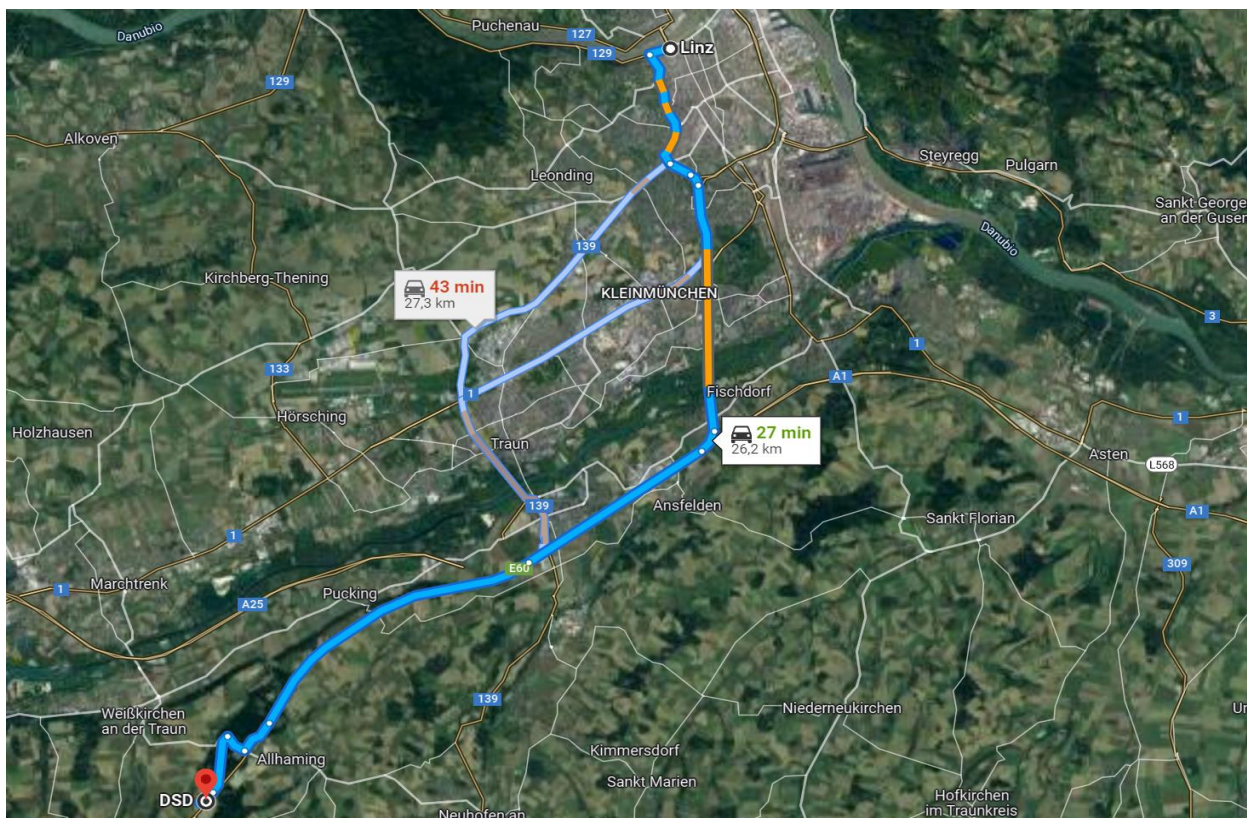 Danubio
Puchenau
127
129
Linz
129
Alkoven
Leonding
Steyregg
Pulgarn
Sankt George
an der Gusen
139
Danubio
Kirchberg-Thening
43 min
27,3 km
KLEINMÜNCHEN
3
133
1
1
A1
Fischdorf
Hörsching
1
Holzhausen
Traun
27 min
26,2 km
Asten
L568
139
Ansfelden
Sankt Florian
A1
1
E60
309
Marchtrenk
1
Pucking
A25
139
Weißkirchen
an der Traun
Niederneukirchen
Kimmersdorf
Allhaming
Sankt Marien
DSD
Hofkirchen
im Traunkreis
Neuhofen an